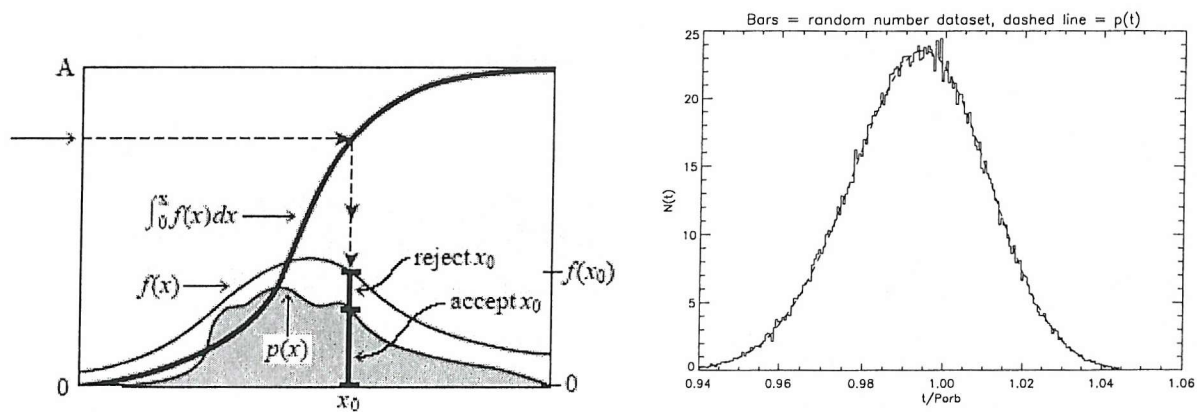 A
∫₀ˣ f(x)dx
f(x)
p(x)
reject x₀
accept x₀
f(x₀)
0
x₀
0
Bars = random number dataset, dashed line = p(t)
25
20
15
10
5
0
N(t)
0.94 0.96 0.98 1.00 1.02 1.04 1.06
t/Porb